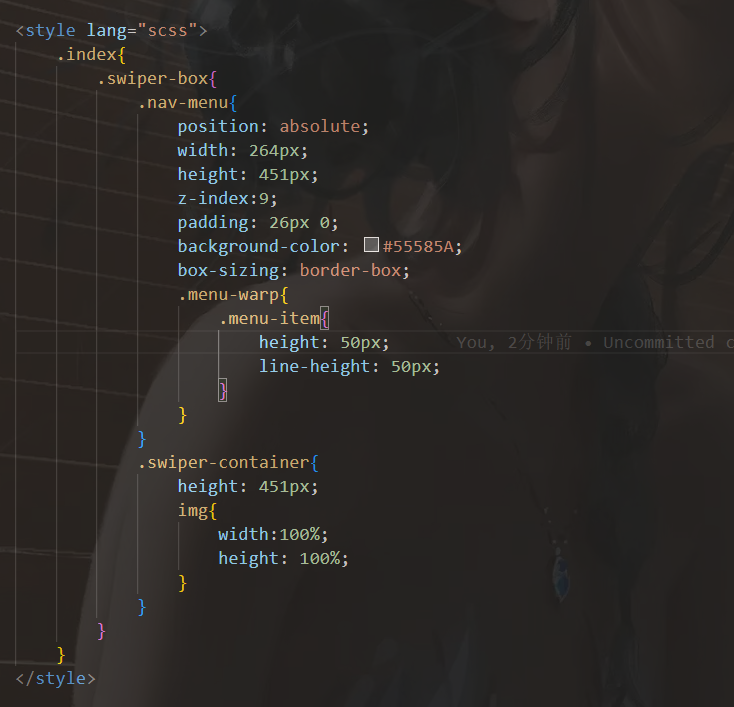 <style lang="scss">
.index{
.swiper-box{
.nav-menu{
position: absolute;
width: 264px;
height: 451px;
z-index:9;
padding: 26px 0;
background-color: #55585A;
box-sizing: border-box;
.menu-warp{
.menu-item{
height: 50px; You, 2分钟前 • Uncommitted c
line-height: 50px;
}
}
}
.swiper-container{
height: 451px;
img{
width:100%;
height: 100%;
}
}
}
}
</style>